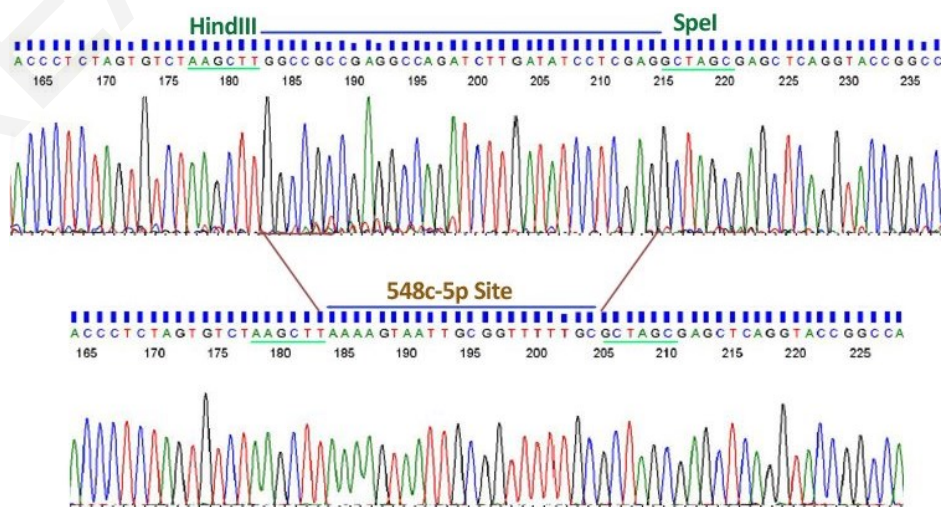 HindIII SpeI
ACCCTCTAGTGTCTAAGCTTGGCCGCCGAGGCCAGATCTTGATATCCTCGAGGCTAGCGAGCTCAGGTACCGGCC
165 170 175 180 185 190 195 200 205 210 215 220 225 230 235
548c-5p Site
ACCCTCTAGTGTCTAAGCTTAAAAGTAATTGCGGTTTTTGCGCTAGCGAGCTCAGGTACCGGCCA
165 170 175 180 185 190 195 200 205 210 215 220 225